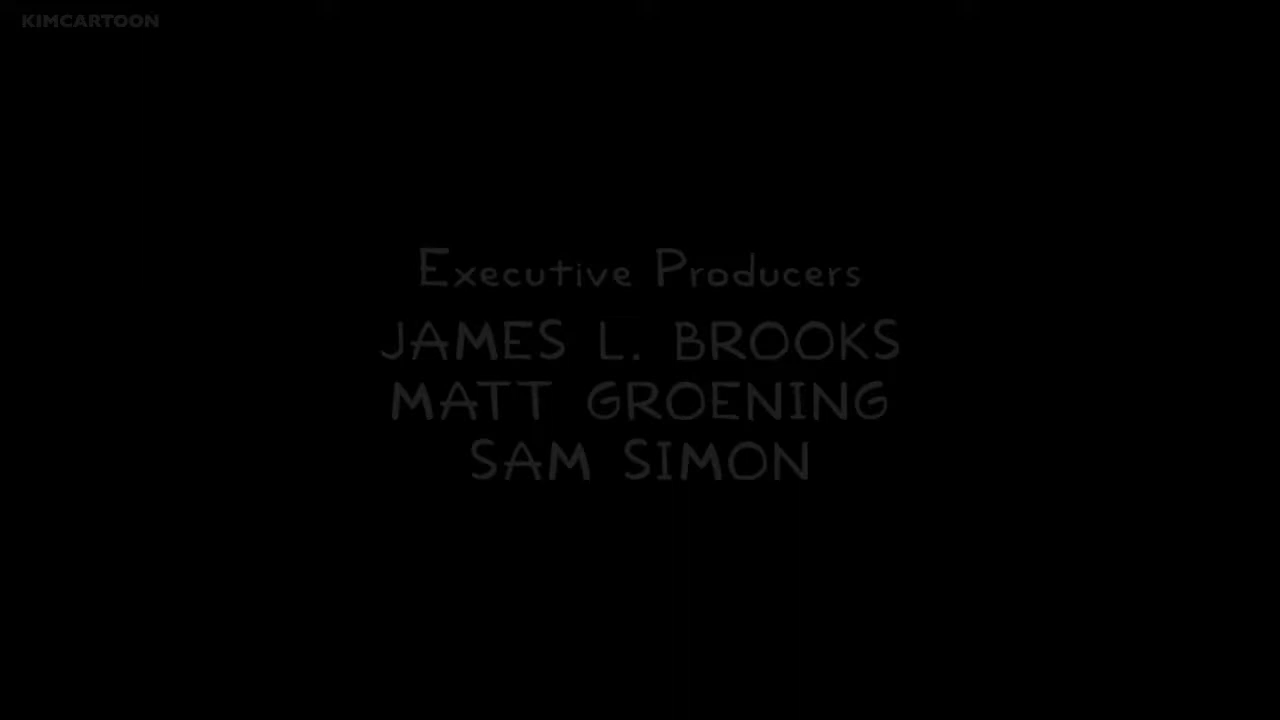 KIMCARTOON
Executive Producers
JAMES L. BROOKS
MATT GROENING
SAM SIMON